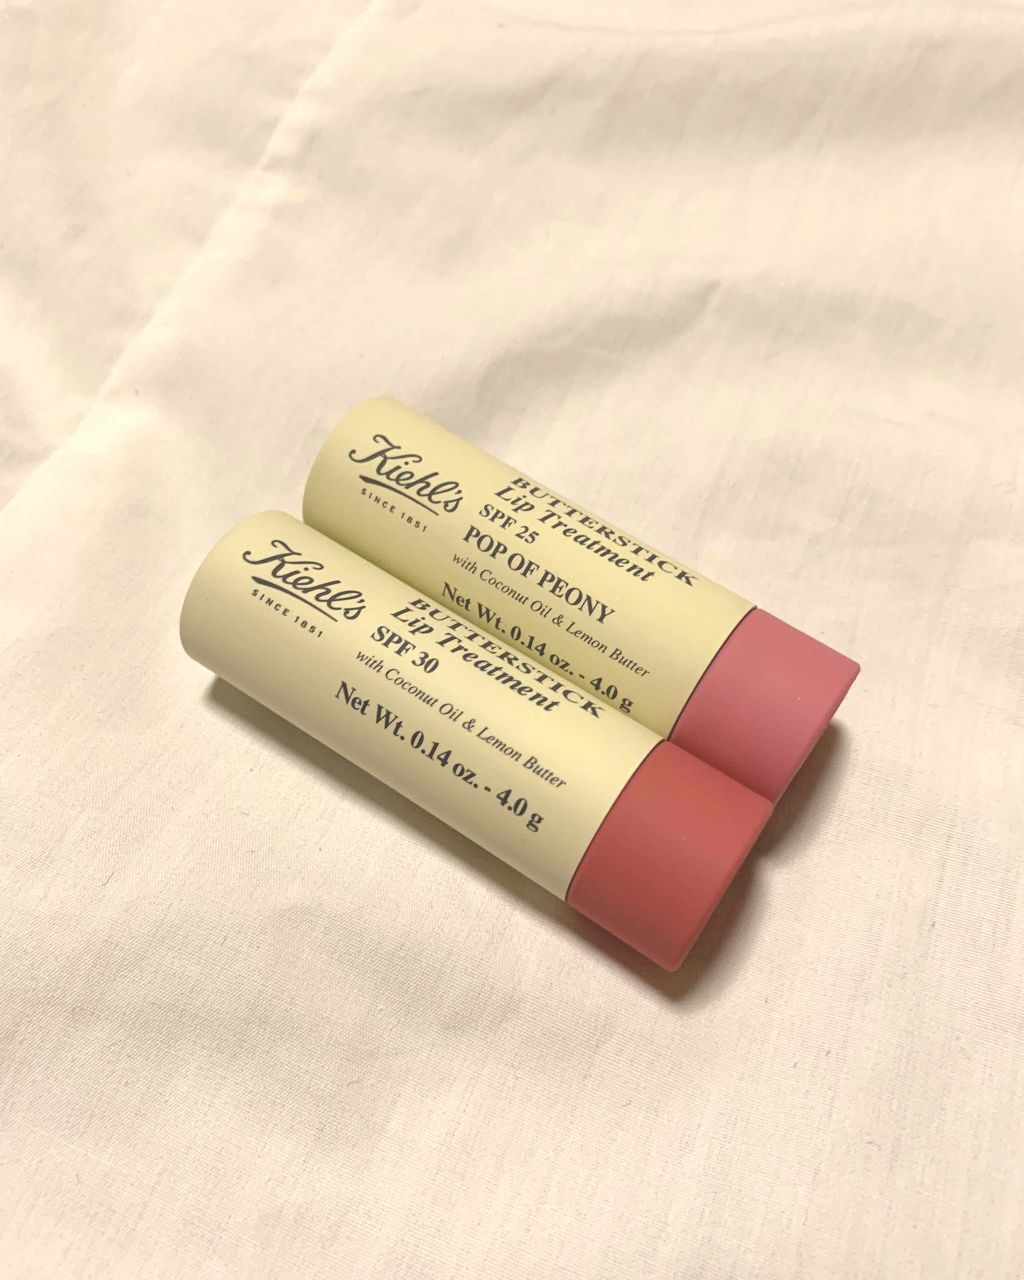 Kiehl's
SINCE 1851
BUTTERSTICK
Lip Treatment
SPF 25
POP OF PEONY
with Coconut Oil & Lemon Butter
Net Wt. 0.14 oz. - 4.0 g
Kiehl's
SINCE 1851
BUTTERSTICK
Lip Treatment
SPF 30
with Coconut Oil & Lemon Butter
Net Wt. 0.14 oz. - 4.0 g